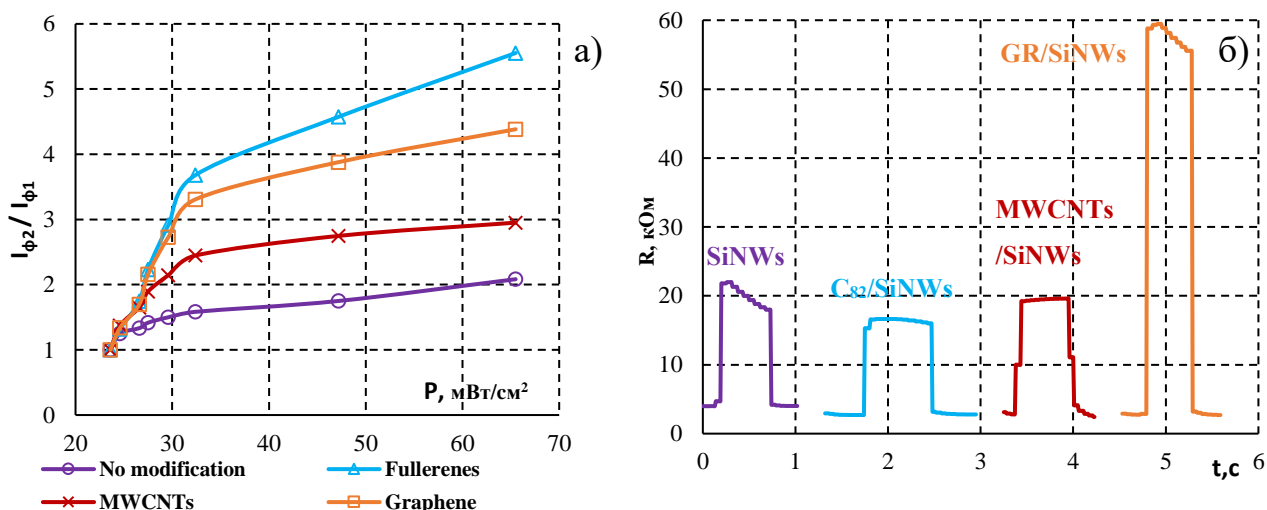 а)
I ф2 / I ф1
6
5
4
3
2
1
0
20
30
40
50
60
70
P, мВт/см²
No modification
Fullerenes
MWCNTs
Graphene
б)
R, кОм
60
50
40
30
20
10
0
0
1
2
3
4
5
6
t,c
SiNWs
C₈₂/SiNWs
MWCNTs
/SiNWs
GR/SiNWs